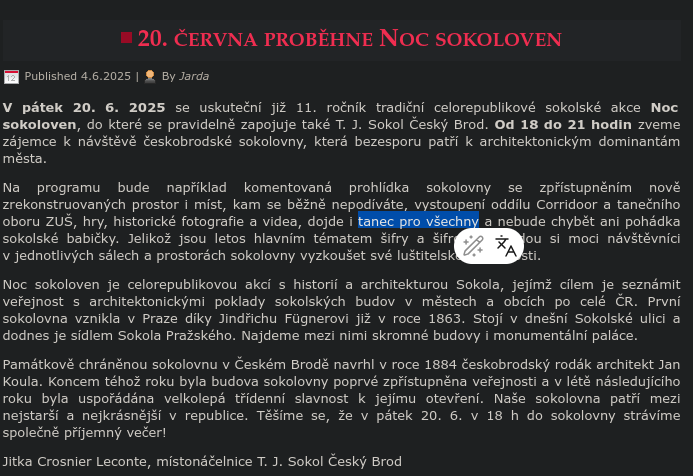 20. ČERVNA PROBĚHNE NOC SOKOLOVEN
12 Published 4.6.2025 | By Jarda
V pátek 20. 6. 2025 se uskuteční již 11. ročník tradiční celorepublikové sokolské akce Noc
sokoloven, do které se pravidelně zapojuje také T. J. Sokol Český Brod. Od 18 do 21 hodin zveme
zájemce k návštěvě českobrodské sokolovny, která bezesporu patří k architektonickým dominantám
města.
Na programu bude například komentovaná prohlídka sokolovny se zpřístupněním nově
zrekonstruovaných prostor i míst, kam se běžně nepodíváte, vystoupení oddílu Corridoor a tanečního
oboru ZUŠ, hry, historické fotografie a videa, dojde i tanec pro všechny a nebude chybět ani pohádka
sokolské babičky. Jelikož jsou letos hlavním tématem šifry a si moci návštěvníci
v jednotlivých sálech a prostorách sokolovny vyzkoušet své
Noc sokoloven je celorepublikovou akcí s historií a architekturou Sokola, jejímž cílem je seznámit
veřejnost s architektonickými poklady sokolských budov v městech a obcích po celé ČR. První
sokolovna vznikla v Praze díky Jindřichu Fügnerovi již v roce 1863. Stojí v dnešní Sokolské ulici a
dodnes je sídlem Sokola Pražského. Najdeme mezi nimi skromné budovy i monumentální paláce.
Památkově chráněnou sokolovnu v Českém Brodě navrhl v roce 1884 českobrodský rodák architekt Jan
Koula. Koncem téhož roku byla budova sokolovny poprvé zpřístupněna veřejnosti a v létě následujícího
roku byla uspořádána velkolepá třídenní slavnost k jejímu otevření. Naše sokolovna patří mezi
nejstarší a nejkrásnější v republice. Těšíme se, že v pátek 20. 6. v 18 h do sokolovny strávíme
společně příjemný večer!
Jitka Crosnier Leconte, místonáčelnice T. J. Sokol Český Brod